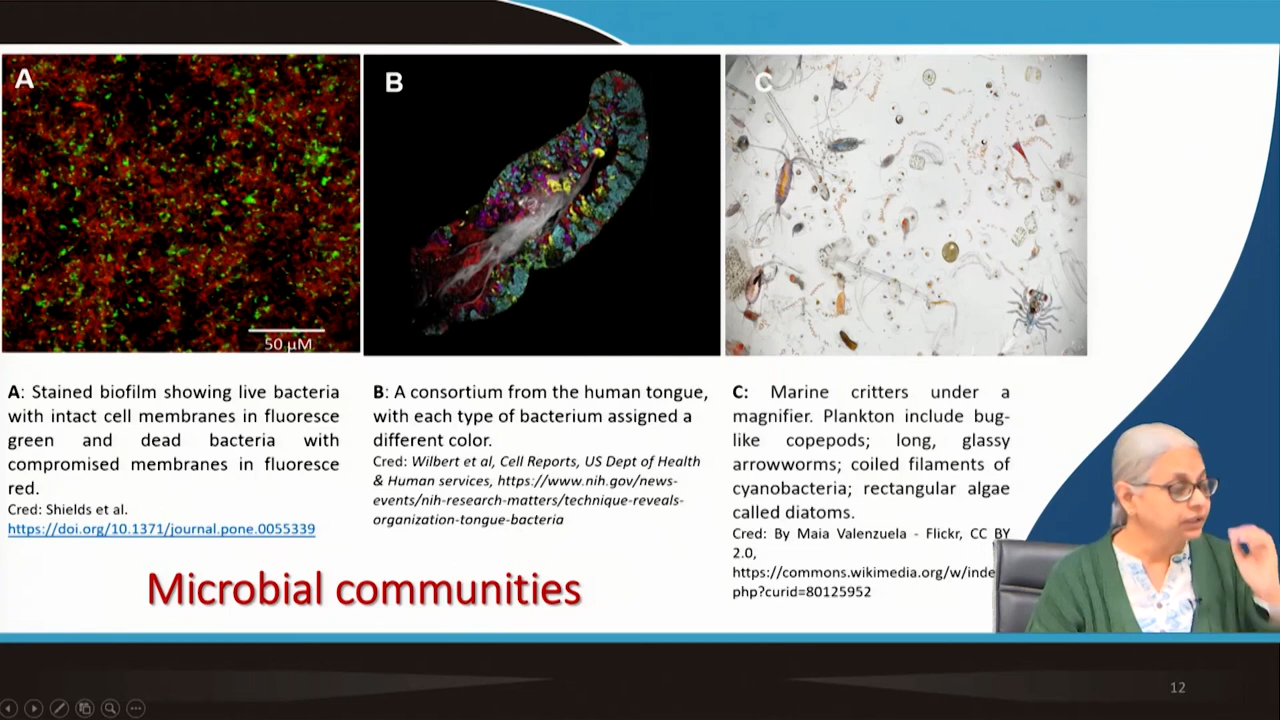 A
B
C
50 μM
A: Stained biofilm showing live bacteria
with intact cell membranes in fluoresce
green and dead bacteria with
compromised membranes in fluoresce
red.
Cred: Shields et al.
https://doi.org/10.1371/journal.pone.0055339
B: A consortium from the human tongue,
with each type of bacterium assigned a
different color.
Cred: Wilbert et al, Cell Reports, US Dept of Health
& Human services, https://www.nih.gov/news-
events/nih-research-matters/technique-reveals-
organization-tongue-bacteria
C: Marine critters under a
magnifier. Plankton include bug-
like copepods; long, glassy
arrowworms; coiled filaments of
cyanobacteria; rectangular algae
called diatoms.
Cred: By Maia Valenzuela - Flickr, CC BY
2.0,
https://commons.wikimedia.org/w/inde
php?curid=80125952
Microbial communities
12